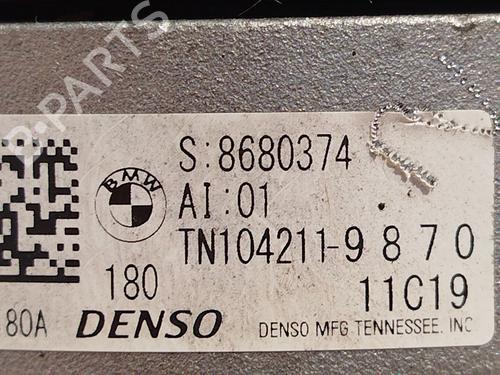 B-PARTS
S:8680374
BMW
AI:01
TN104211-9870
180
11C19
80A DENSO DENSO MFG TENNESSEE. INC